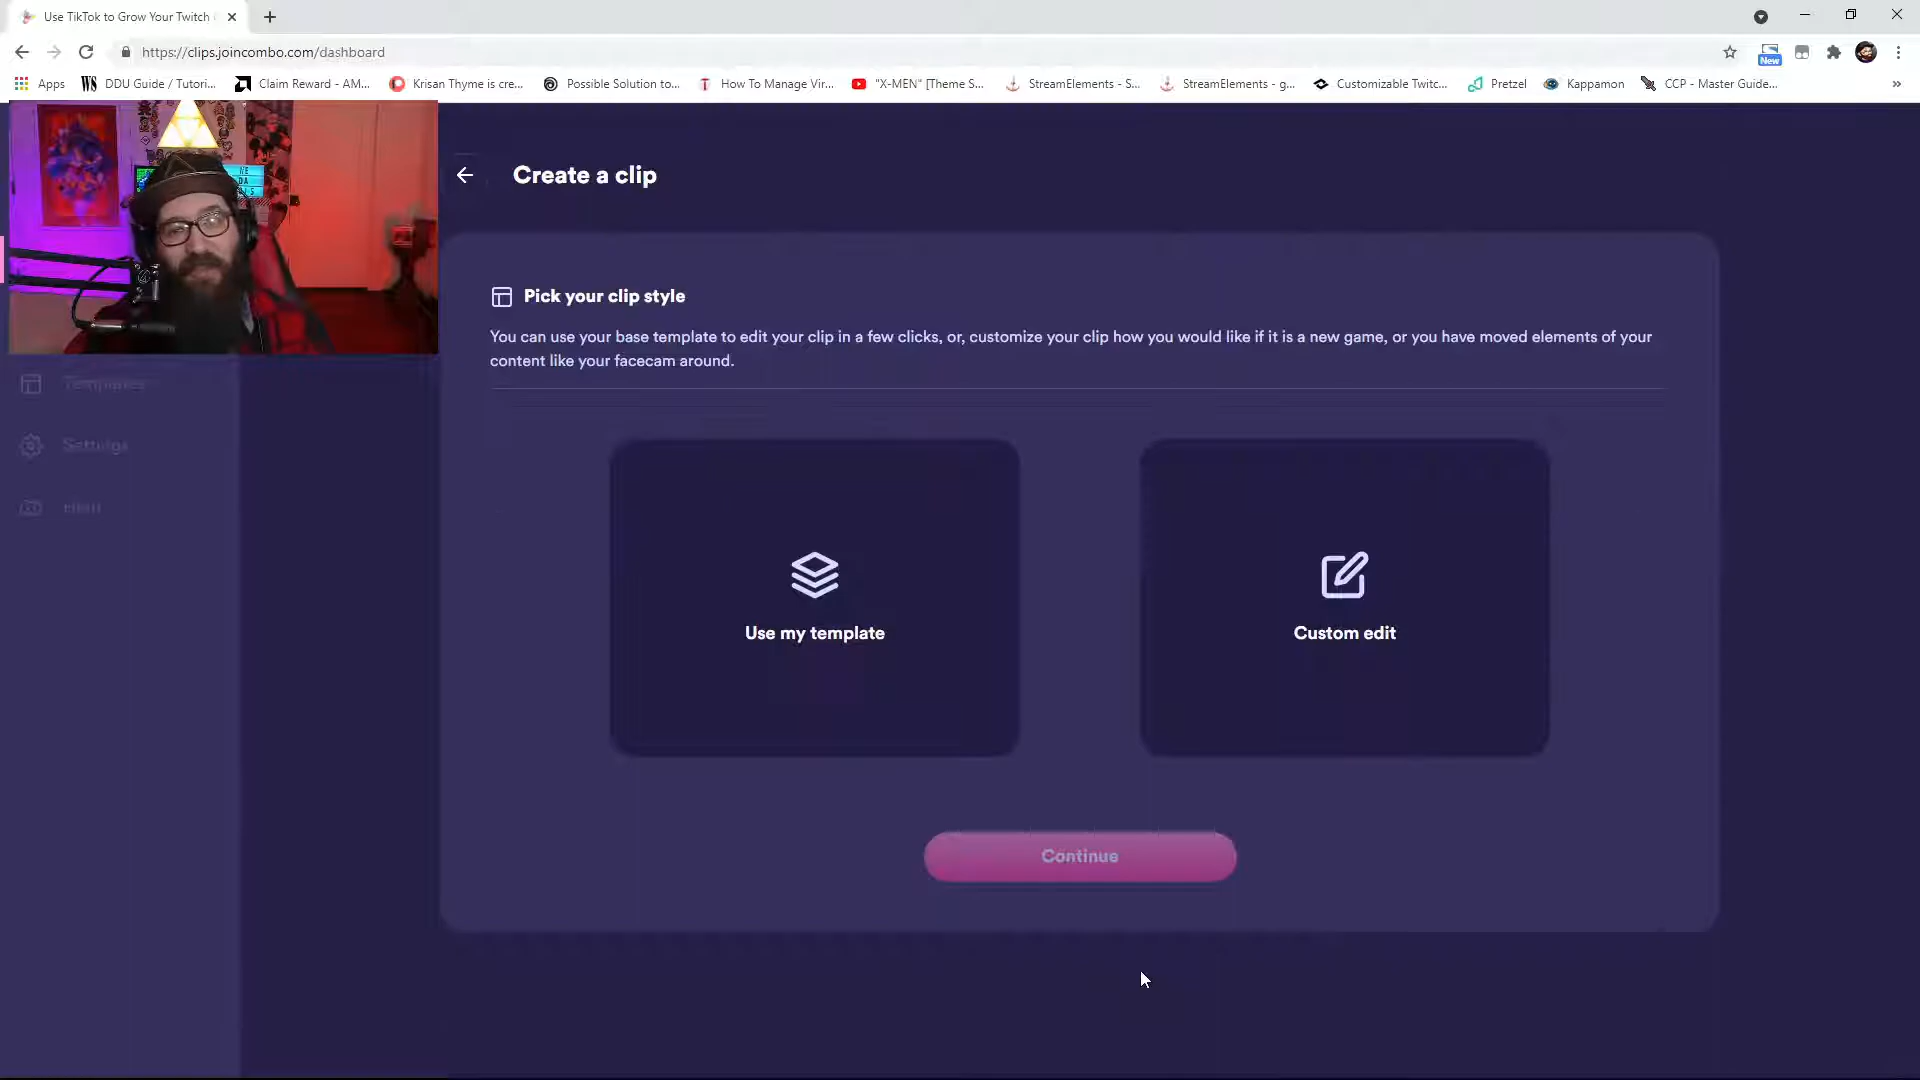 Use TikTok to Grow Your Twitch
https://clips.joincombo.com/dashboard
New
Apps
DDU Guide / Tutori...
Claim Reward - AM...
Krisan Thyme is cre...
Possible Solution to...
How To Manage Vir...
"X-MEN" [Theme S...
StreamElements - S...
StreamElements - g...
Customizable Twitc...
Pretzel
Kappamon
CCP - Master Guide...
Create a clip
Pick your clip style
You can use your base template to edit your clip in a few clicks, or, customize your clip how you would like if it is a new game, or you have moved elements of your
content like your facecam around.
Templates
Settings
Use my template
Custom edit
Continue